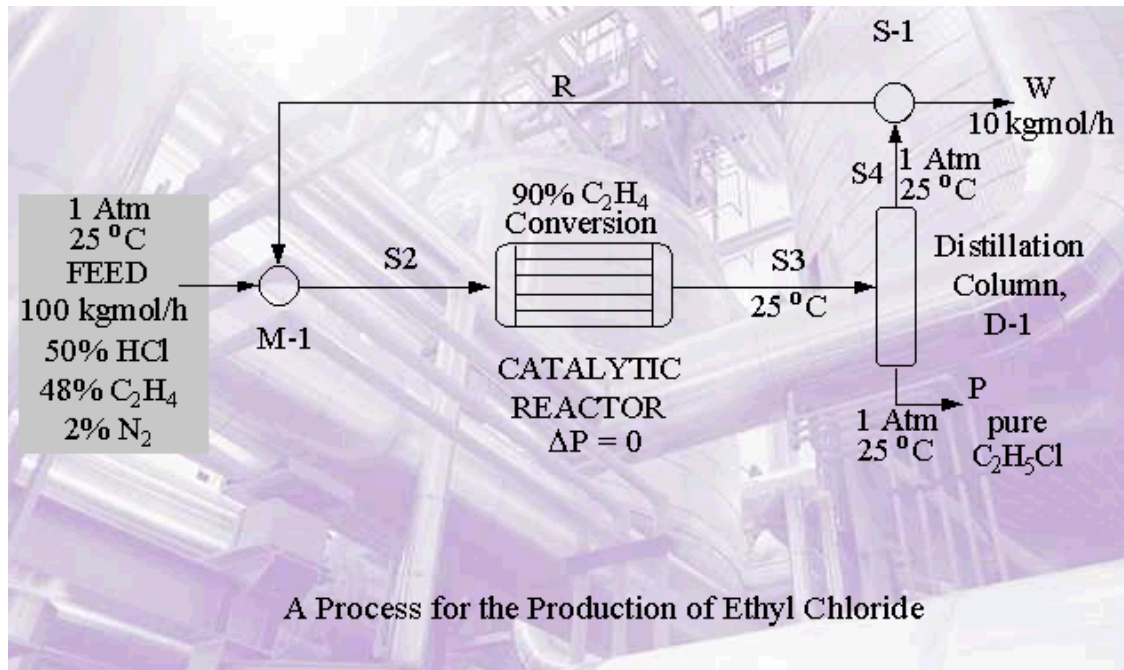 S-1
R
W
10 kgmol/h
S4
1 Atm
25 °C
90% C₂H₄
Conversion
1 Atm
25 °C
FEED
100 kgmol/h
50% HCl
48% C₂H₄
2% N₂
M-1
S2
S3
25 °C
Distillation
Column,
D-1
CATALYTIC
REACTOR
ΔP = 0
P
1 Atm
25 °C
pure
C₂H₅Cl
A Process for the Production of Ethyl Chloride